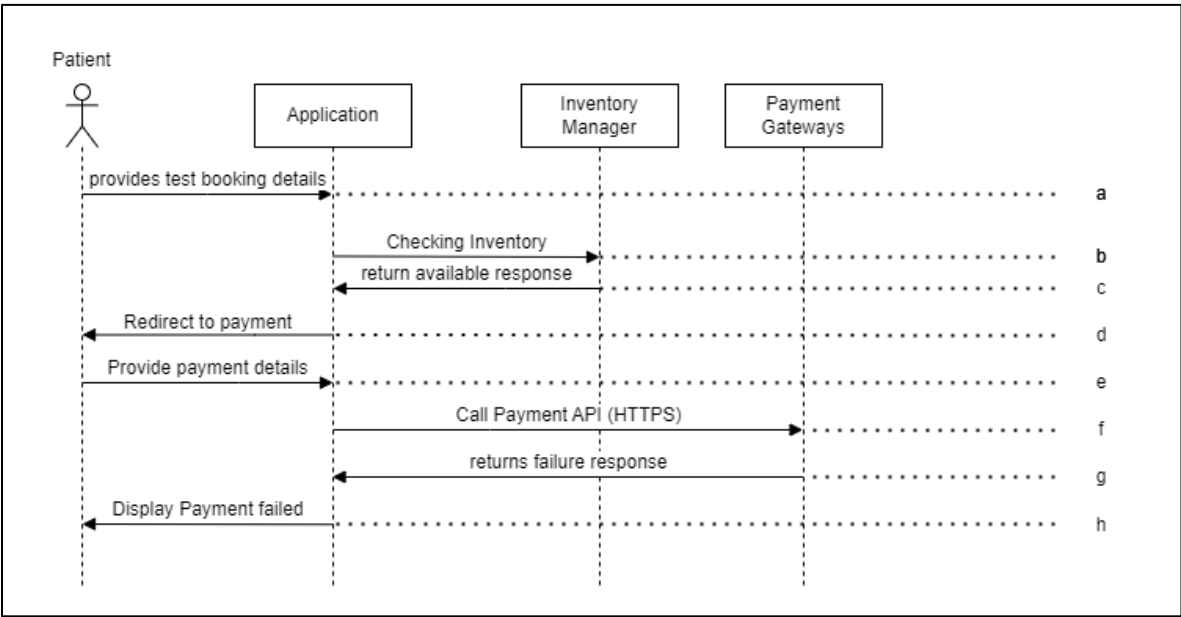 Patient
Application
Inventory
Manager
Payment
Gateways
provides test booking details
a
Checking Inventory
b
return available response
c
Redirect to payment
d
Provide payment details
e
Call Payment API (HTTPS)
f
returns failure response
g
Display Payment failed
h